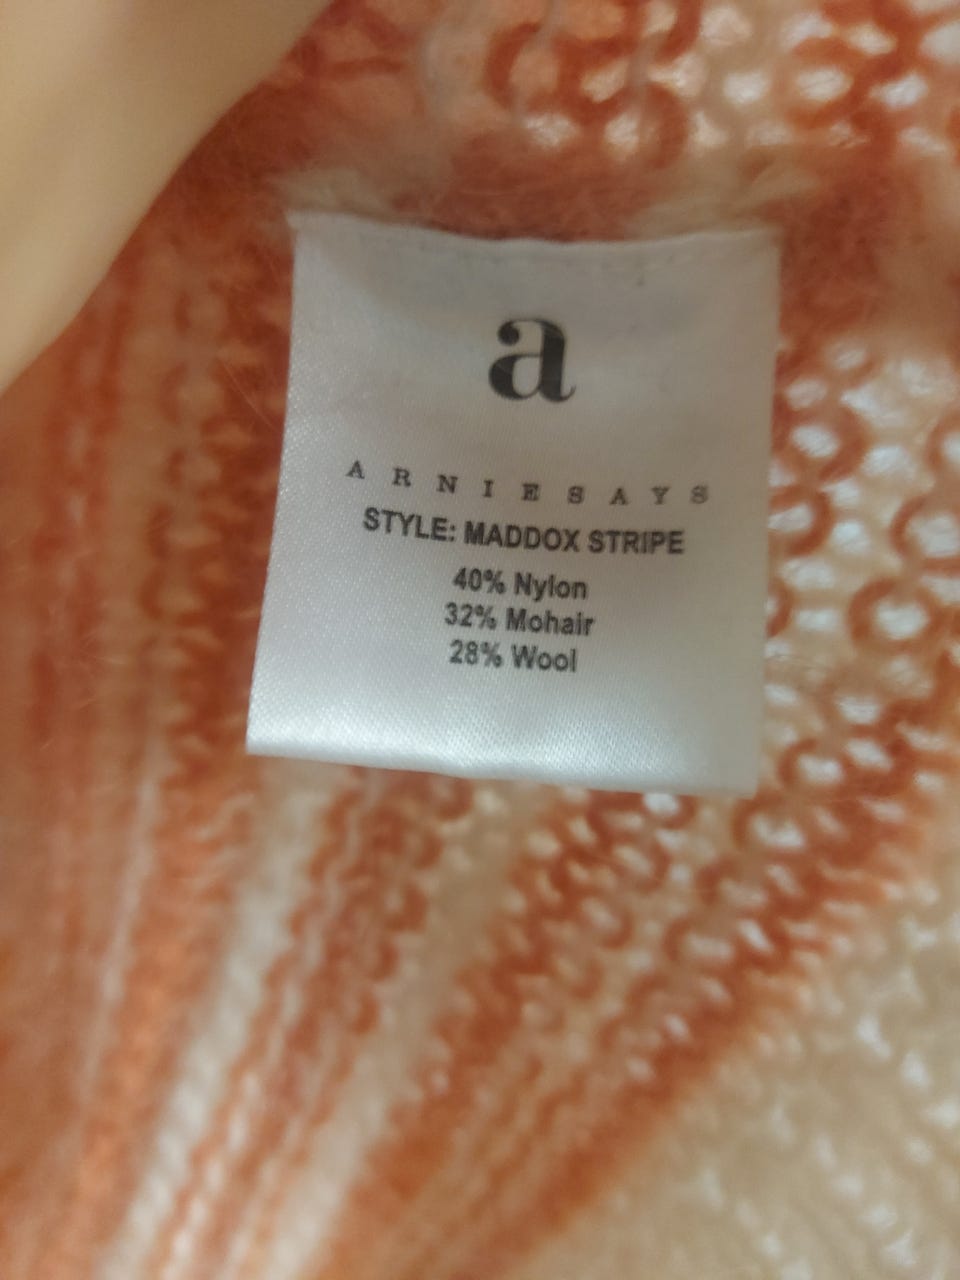 a
ARNIESAYS
STYLE: MADDOX STRIPE
40% Nylon
32% Mohair
28% Wool